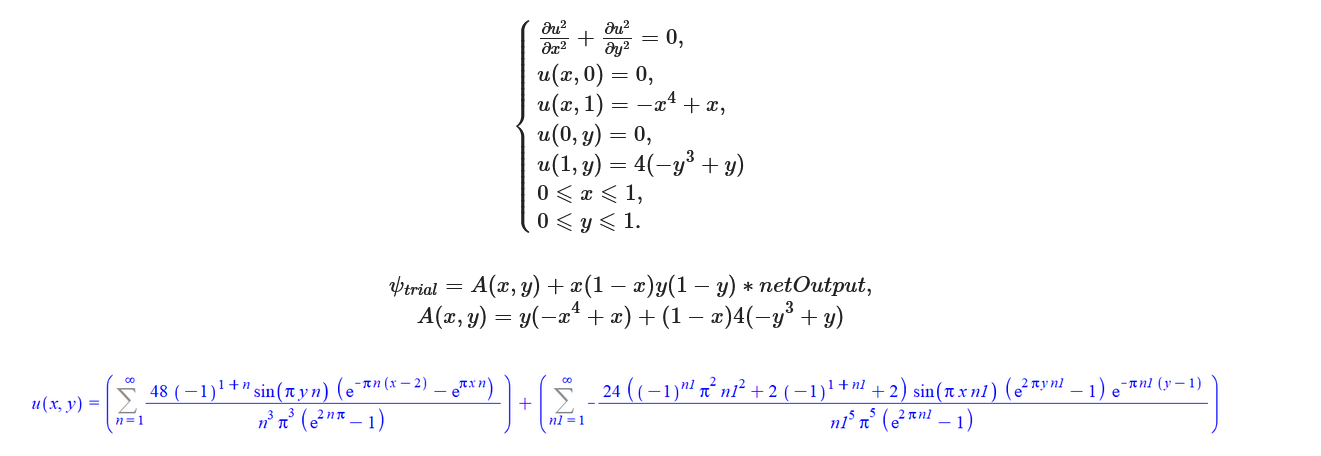 ∂u²/∂x² + ∂u²/∂y² = 0,
u(x, 0) = 0,
u(x, 1) = −x⁴ + x,
u(0, y) = 0,
u(1, y) = 4(−y³ + y)
0 ⩽ x ⩽ 1,
0 ⩽ y ⩽ 1.
ψ_trial = A(x, y) + x(1 − x)y(1 − y) * netOutput,
A(x, y) = y(−x⁴ + x) + (1 − x)4(−y³ + y)
u(x, y) = (∑_{n=1}^{∞} 48 (−1)^{1+n} sin(π y n) (e^{−π n (x−2)} − e^{π x n}) / (n³ π³ (e^{2 n π} − 1))) + (∑_{n1=1}^{∞} − 24 ((−1)^{n1} π² n1² + 2 (−1)^{1+n1} + 2) sin(π x n1) (e^{2 π y n1} − 1) e^{−π n1 (y−1)} / (n1⁵ π⁵ (e^{2 π n1} − 1)))